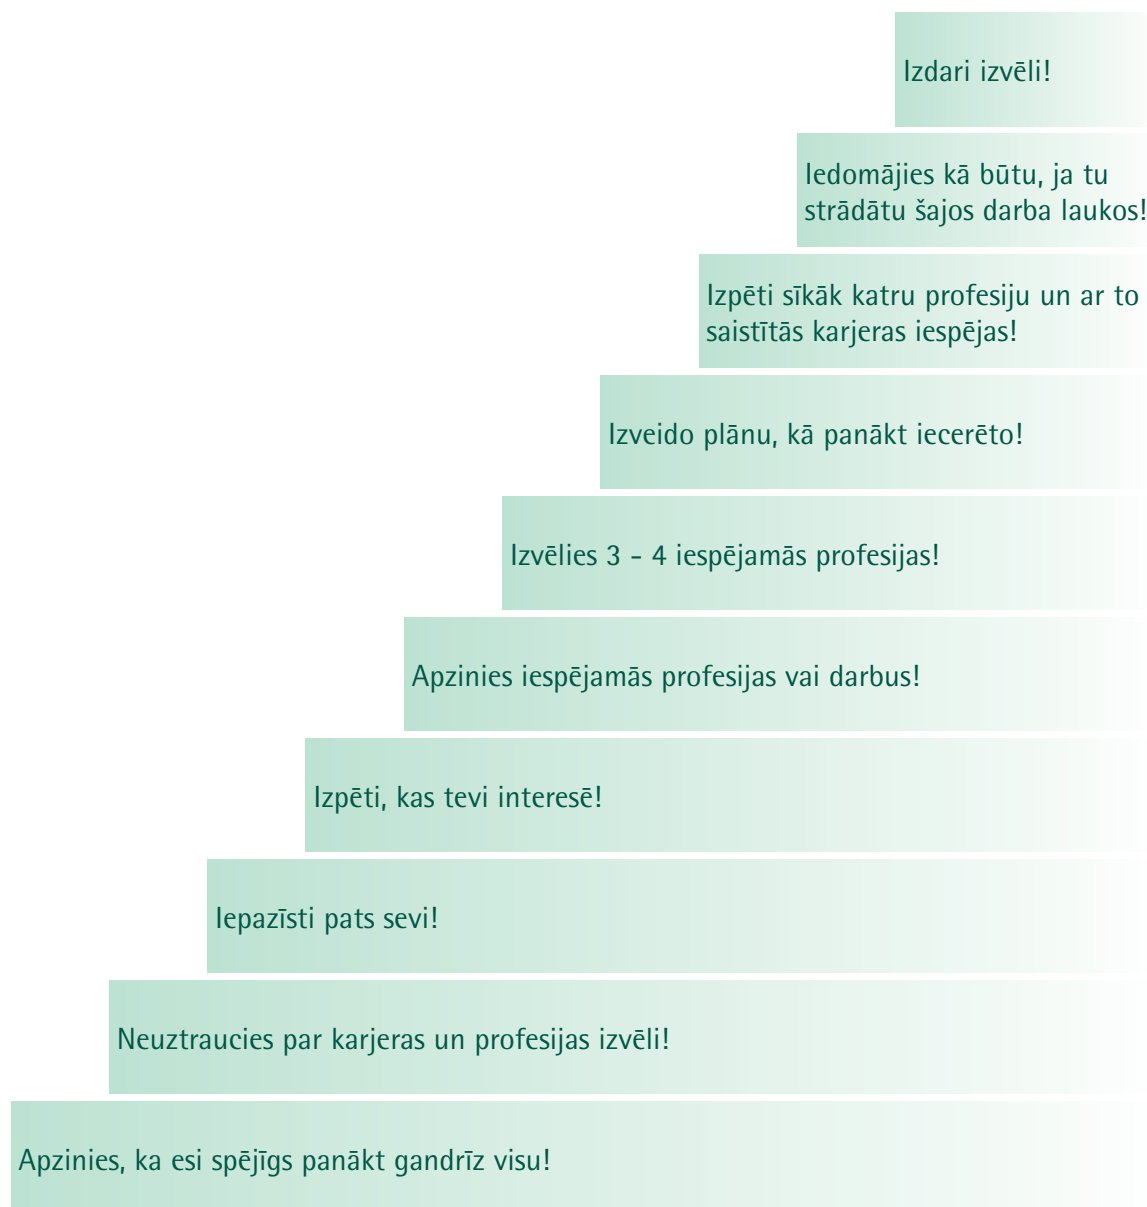 Izdari izvēli!
Iedomājies kā būtu, ja tu
strādātu šajos darba laukos!
Izpēti sīkāk katru profesiju un ar to
saistītās karjeras iespējas!
Izveido plānu, kā panākt iecerēto!
Izvēlies 3 - 4 iespējamās profesijas!
Apzinies iespējamās profesijas vai darbus!
Izpēti, kas tevi interesē!
Iepazīsti pats sevi!
Neuztraucies par karjeras un profesijas izvēli!
Apzinies, ka esi spējīgs panākt gandrīz visu!